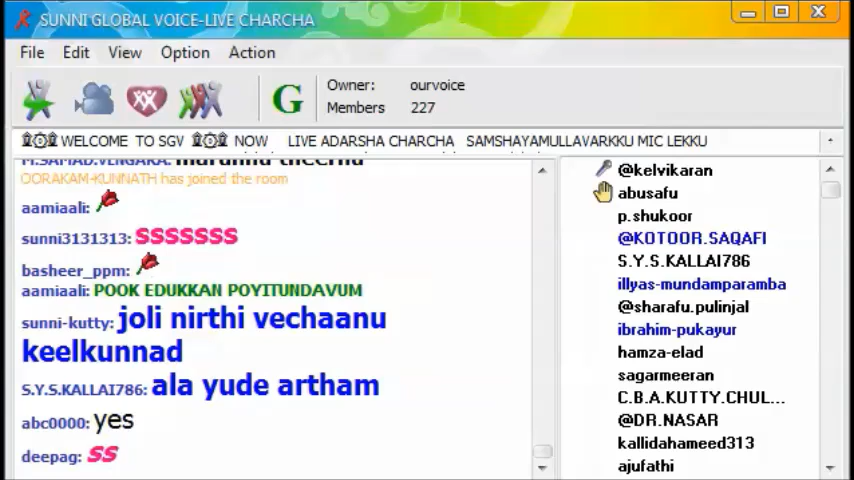 SUNNI GLOBAL VOICE-LIVE CHARCHA
File Edit View Option Action
G
Owner: ourvoice
Members 227
WELCOME TO SGV NOW LIVE ADARSHA CHARCHA SAMSHAYAMULLAVARKKU MIC LEKKU
M.SAMAD.VENGARA:
OORAKAM-KUNNATH has joined the room
aamiaali:
sunni3131313: SSSSSSS
basheer_ppm:
aamiaali: POOK EDUKKAN POYITUNDAVUM
sunni-kutty: joli nirthi vechaanu
keelkunnad
S.Y.S.KALLAI786: ala yude artham
abc0000: yes
deepag: SS
@kelvikaran
abusafu
p.shukoor
@KOTOOR.SAQAFI
S.Y.S.KALLAI786
illyas-mundamparamba
@sharafu.pulinjal
ibrahim-pukayur
hamza-elad
sagarmeeran
C.B.A.KUTTY.CHUL...
@DR.NASAR
kallidahameed313
ajufathi